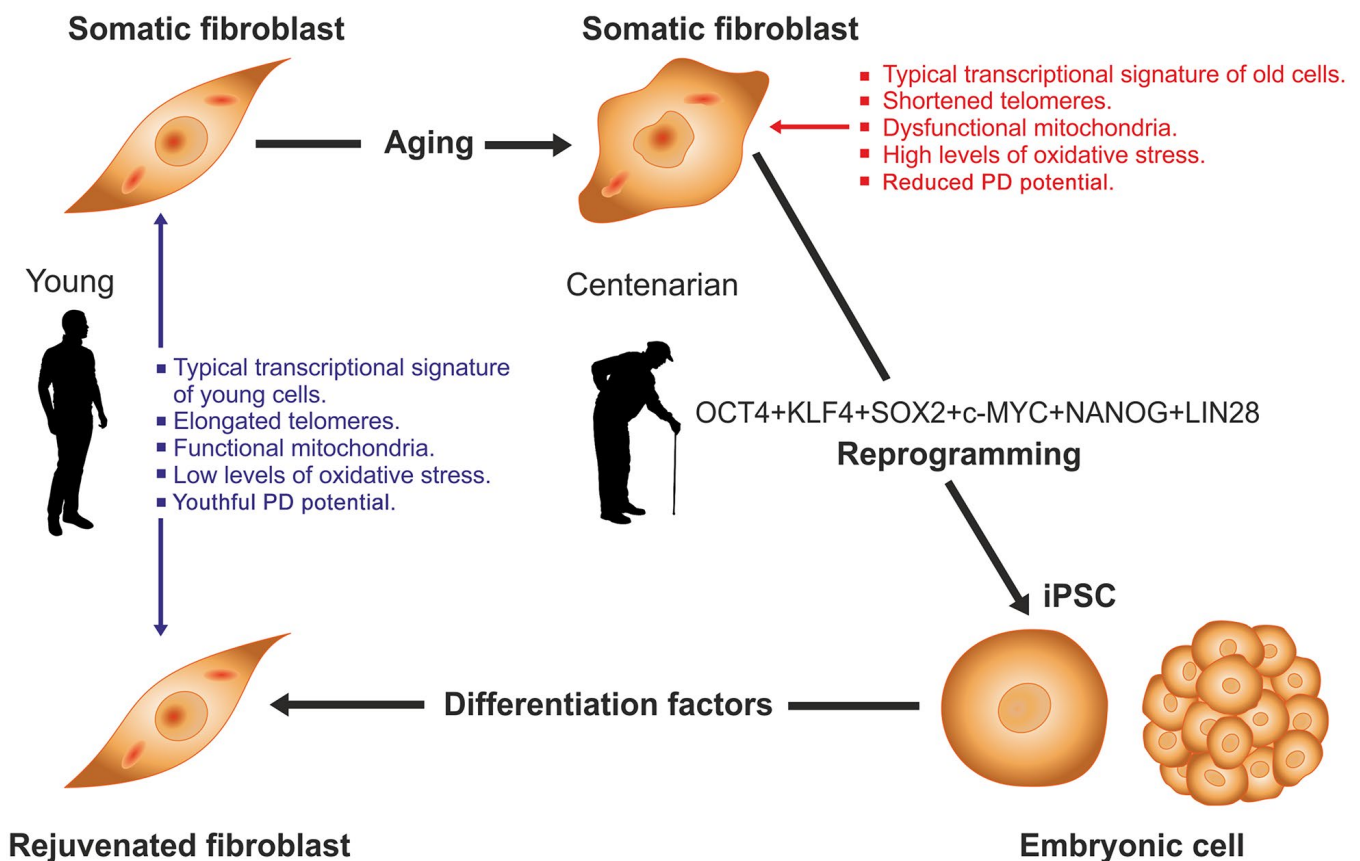 Somatic fibroblast
Somatic fibroblast
Aging
▪ Typical transcriptional signature of old cells.
▪ Shortened telomeres.
▪ Dysfunctional mitochondria.
▪ High levels of oxidative stress.
▪ Reduced PD potential.
Young
Centenarian
▪ Typical transcriptional signature
of young cells.
▪ Elongated telomeres.
▪ Functional mitochondria.
▪ Low levels of oxidative stress.
▪ Youthful PD potential.
OCT4+KLF4+SOX2+c-MYC+NANOG+LIN28
Reprogramming
iPSC
Differentiation factors
Rejuvenated fibroblast
Embryonic cell